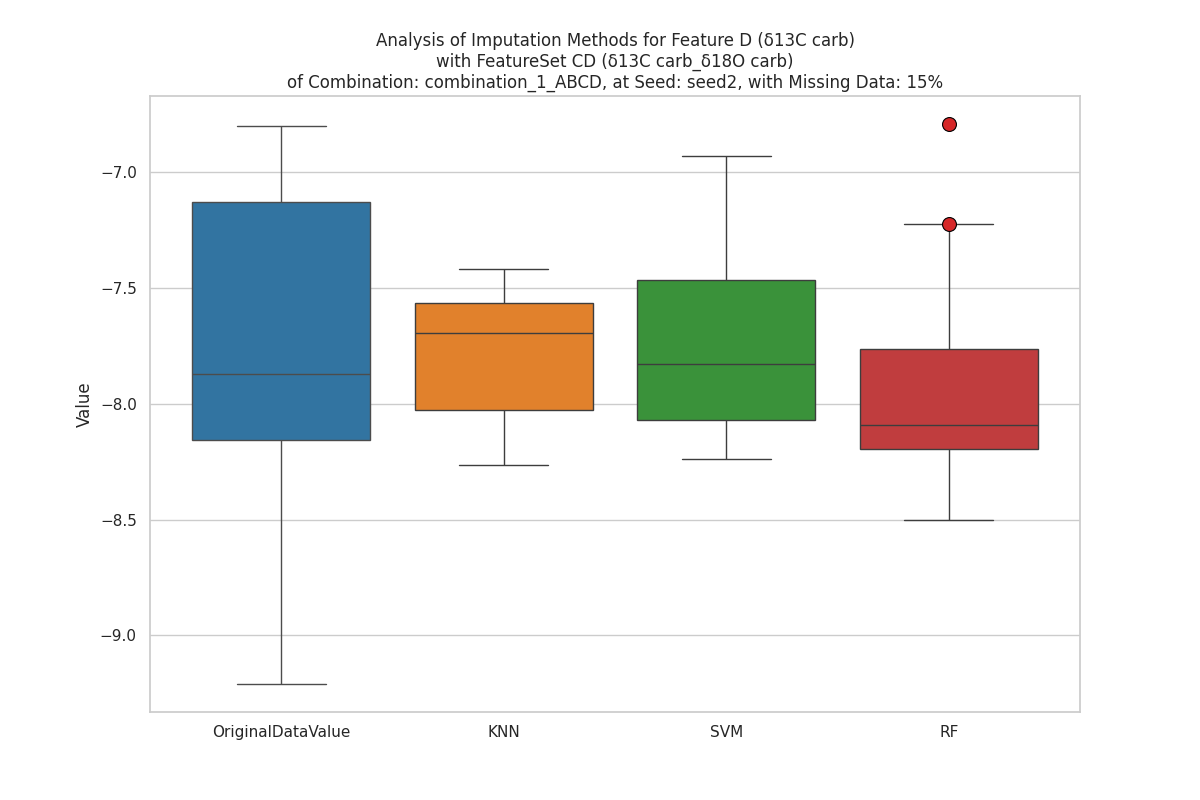 Analysis of Imputation Methods for Feature D (δ13C carb)
with FeatureSet CD (δ13C carb_δ18O carb)
of Combination: combination_1_ABCD, at Seed: seed2, with Missing Data: 15%
−7.0
−7.5
−8.0
−8.5
−9.0
Value
OriginalDataValue
KNN
SVM
RF